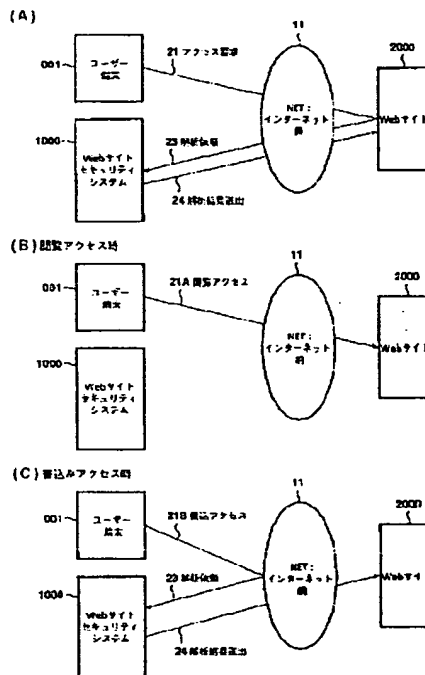 (A)
11
001
ユーザー
端末
21 アクセス要求
2000
NET:
インターネット
網
Webサイト
1000
Webサイト
セキュリティ
システム
23 解析依頼
24 解析結果送出
(B) 閲覧アクセス時
11
001
ユーザー
端末
21A 閲覧アクセス
2000
NET:
インターネット
網
Webサイト
1000
Webサイト
セキュリティ
システム
(C) 書込みアクセス時
11
001
ユーザー
端末
21B 書込アクセス
2000
NET:
インターネット
網
Webサイト
1000
Webサイト
セキュリティ
システム
23 解析依頼
24 解析結果送出